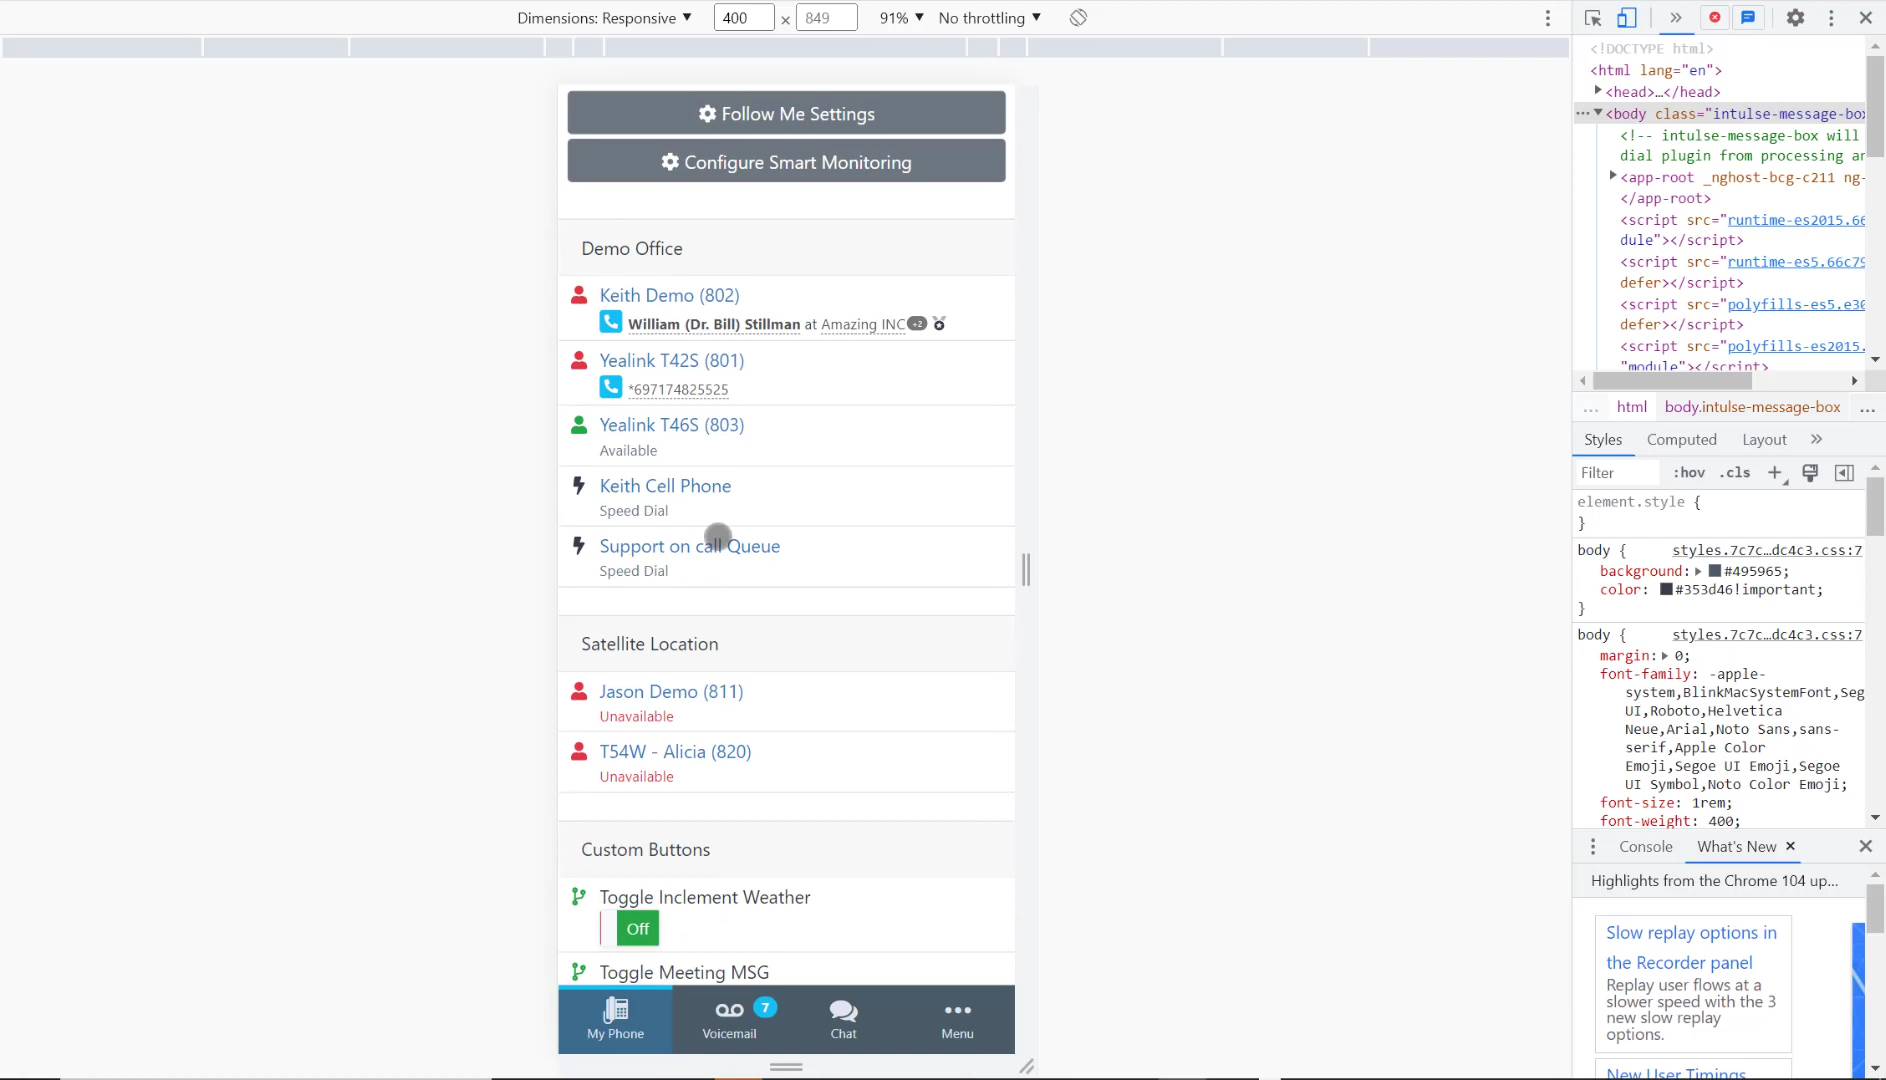 Dimensions: Responsive ▼ 400 × 849 91% ▼ No throttling ▼
Follow Me Settings
Configure Smart Monitoring
Demo Office
Keith Demo (802)
William (Dr. Bill) Stillman at Amazing INC +2
Yealink T42S (801)
*697174825525
Yealink T46S (803)
Available
Keith Cell Phone
Speed Dial
Support on call Queue
Speed Dial
Satellite Location
Jason Demo (811)
Unavailable
T54W - Alicia (820)
Unavailable
Custom Buttons
Toggle Inclement Weather
Off
Toggle Meeting MSG
7
My Phone Voicemail Chat Menu
<!DOCTYPE html>
<html lang="en">
<head>…</head>
<body class="intulse-message-box
<!-- intulse-message-box will
dial plugin from processing an
<app-root _nghost-bcg-c211 ng-
</app-root>
<script src="runtime-es2015.66
dule"></script>
<script src="runtime-es5.66c79
defer></script>
<script src="polyfills-es5.e30
defer></script>
<script src="polyfills-es2015.
"module"></script>
… html body.intulse-message-box …
Styles Computed Layout
Filter :hov .cls
element.style {
}
body { styles.7c7c…dc4c3.css:7
background: #495965;
color: #353d46!important;
}
body { styles.7c7c…dc4c3.css:7
margin: 0;
font-family: -apple-
system,BlinkMacSystemFont,Seg
UI,Roboto,Helvetica
Neue,Arial,Noto Sans,sans-
serif,Apple Color
Emoji,Segoe UI Emoji,Segoe
UI Symbol,Noto Color Emoji;
font-size: 1rem;
font-weight: 400;
Console What's New
Highlights from the Chrome 104 up...
Slow replay options in
the Recorder panel
Replay user flows at a
slower speed with the 3
new slow replay
options.
New User Timings